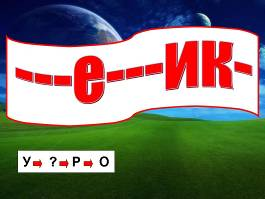 ---е---ИК-
У → ? → Р → О